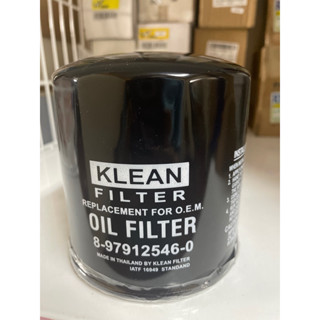 KLEAN
FILTER
REPLACEMENT FOR O.E.M.
OIL FILTER
8-97912546-0
MADE IN THAILAND BY KLEAN FILTER
IATF 16949 STANDARD